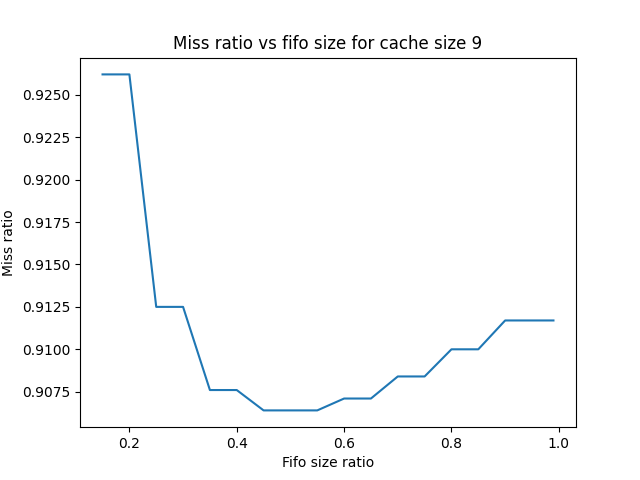 Miss ratio vs fifo size for cache size 9
0.9250
0.9225
0.9200
0.9175
0.9150
0.9125
0.9100
0.9075
Miss ratio
0.2 0.4 0.6 0.8 1.0
Fifo size ratio